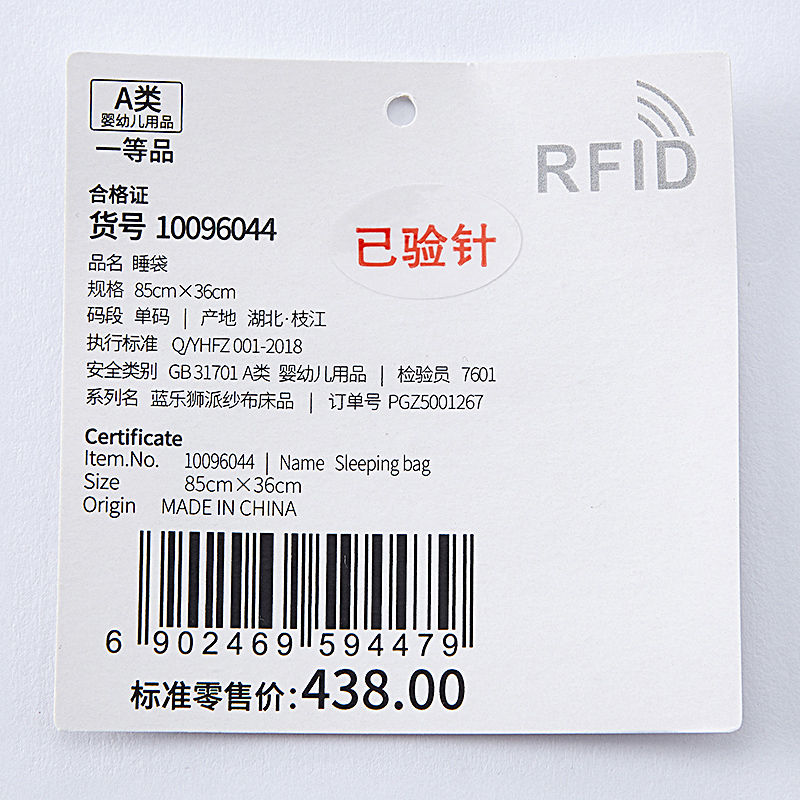 A类
婴幼儿用品
一等品
RFID
合格证
货号 10096044
已验针
品名 睡袋
规格 85cm×36cm
码段 单码 | 产地 湖北·枝江
执行标准 Q/YHFZ 001-2018
安全类别 GB 31701 A类 婴幼儿用品 | 检验员 7601
系列名 蓝乐狮派纱布床品 | 订单号 PGZ5001267
Certificate
Item.No. 10096044 | Name Sleeping bag
Size 85cm×36cm
Origin MADE IN CHINA
6 902469 594479
标准零售价:438.00